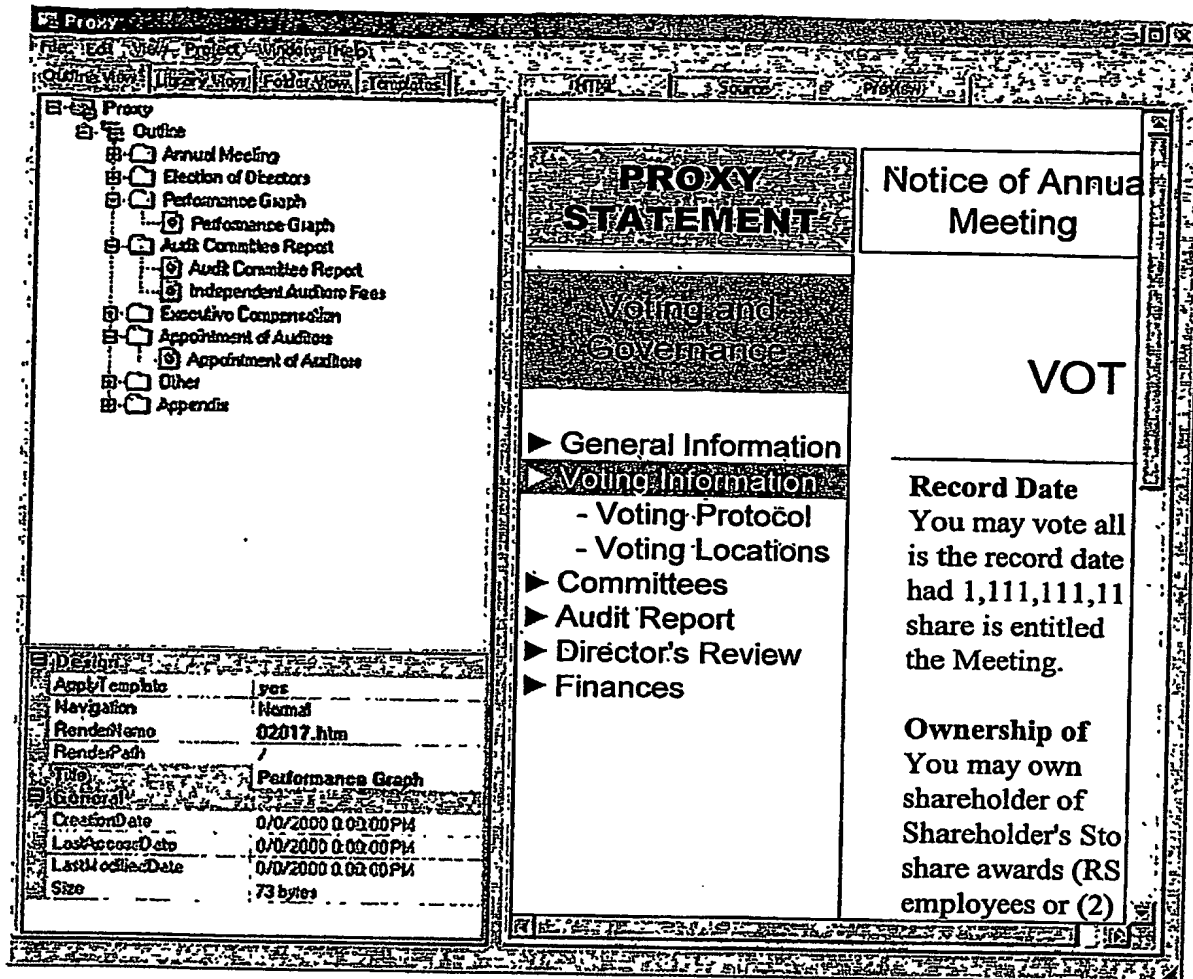 Proxy
File Edit View Project Windows Help
Outline View Library View Folder View Templates
Html Source Preview
Proxy
Outline
Annual Meeting
Election of Directors
Performance Graph
Performance Graph
Audit Committee Report
Audit Committee Report
Independent Auditors Fees
Executive Compensation
Appointment of Auditors
Appointment of Auditors
Other
Appendix
Design
ApplyTemplate yes
Navigation Normal
RenderName 02017.htm
RenderPath /
Title Performance Graph
General
CreationDate 0/0/2000 0:00:00PM
LastAccessDate 0/0/2000 0:00:00PM
LastModifiedDate 0/0/2000 0:00:00PM
Size 73 bytes
PROXY
STATEMENT
Voting and
Governance
► General Information
► Voting Information
- Voting Protocol
- Voting Locations
► Committees
► Audit Report
► Director's Review
► Finances
Notice of Annua
Meeting
VOT
Record Date
You may vote all
is the record date
had 1,111,111,11
share is entitled
the Meeting.
Ownership of
You may own
shareholder of
Shareholder's Sto
share awards (RS
employees or (2)